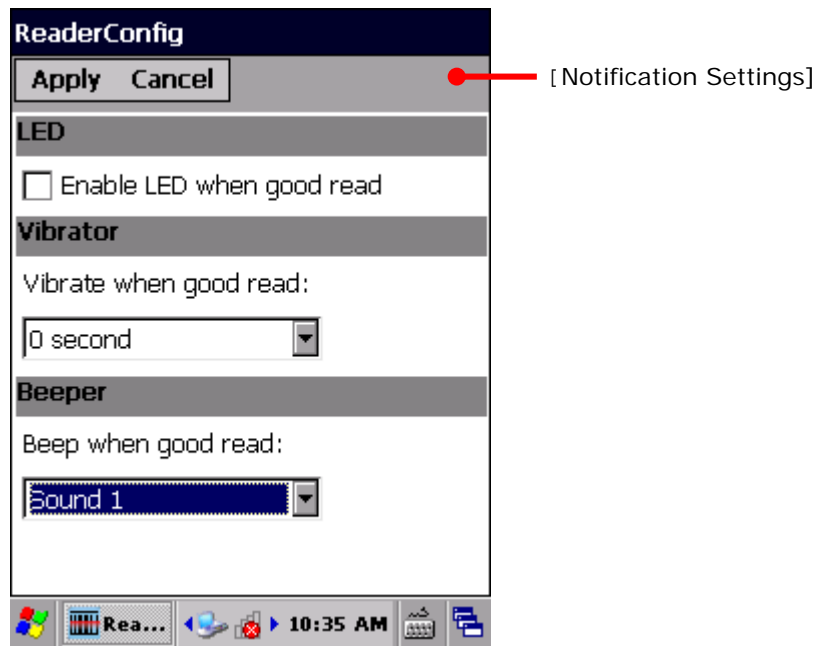 ReaderConfig
Apply Cancel
[Notification Settings]
LED
Enable LED when good read
Vibrator
Vibrate when good read:
0 second
Beeper
Beep when good read:
Sound 1
Rea... 10:35 AM